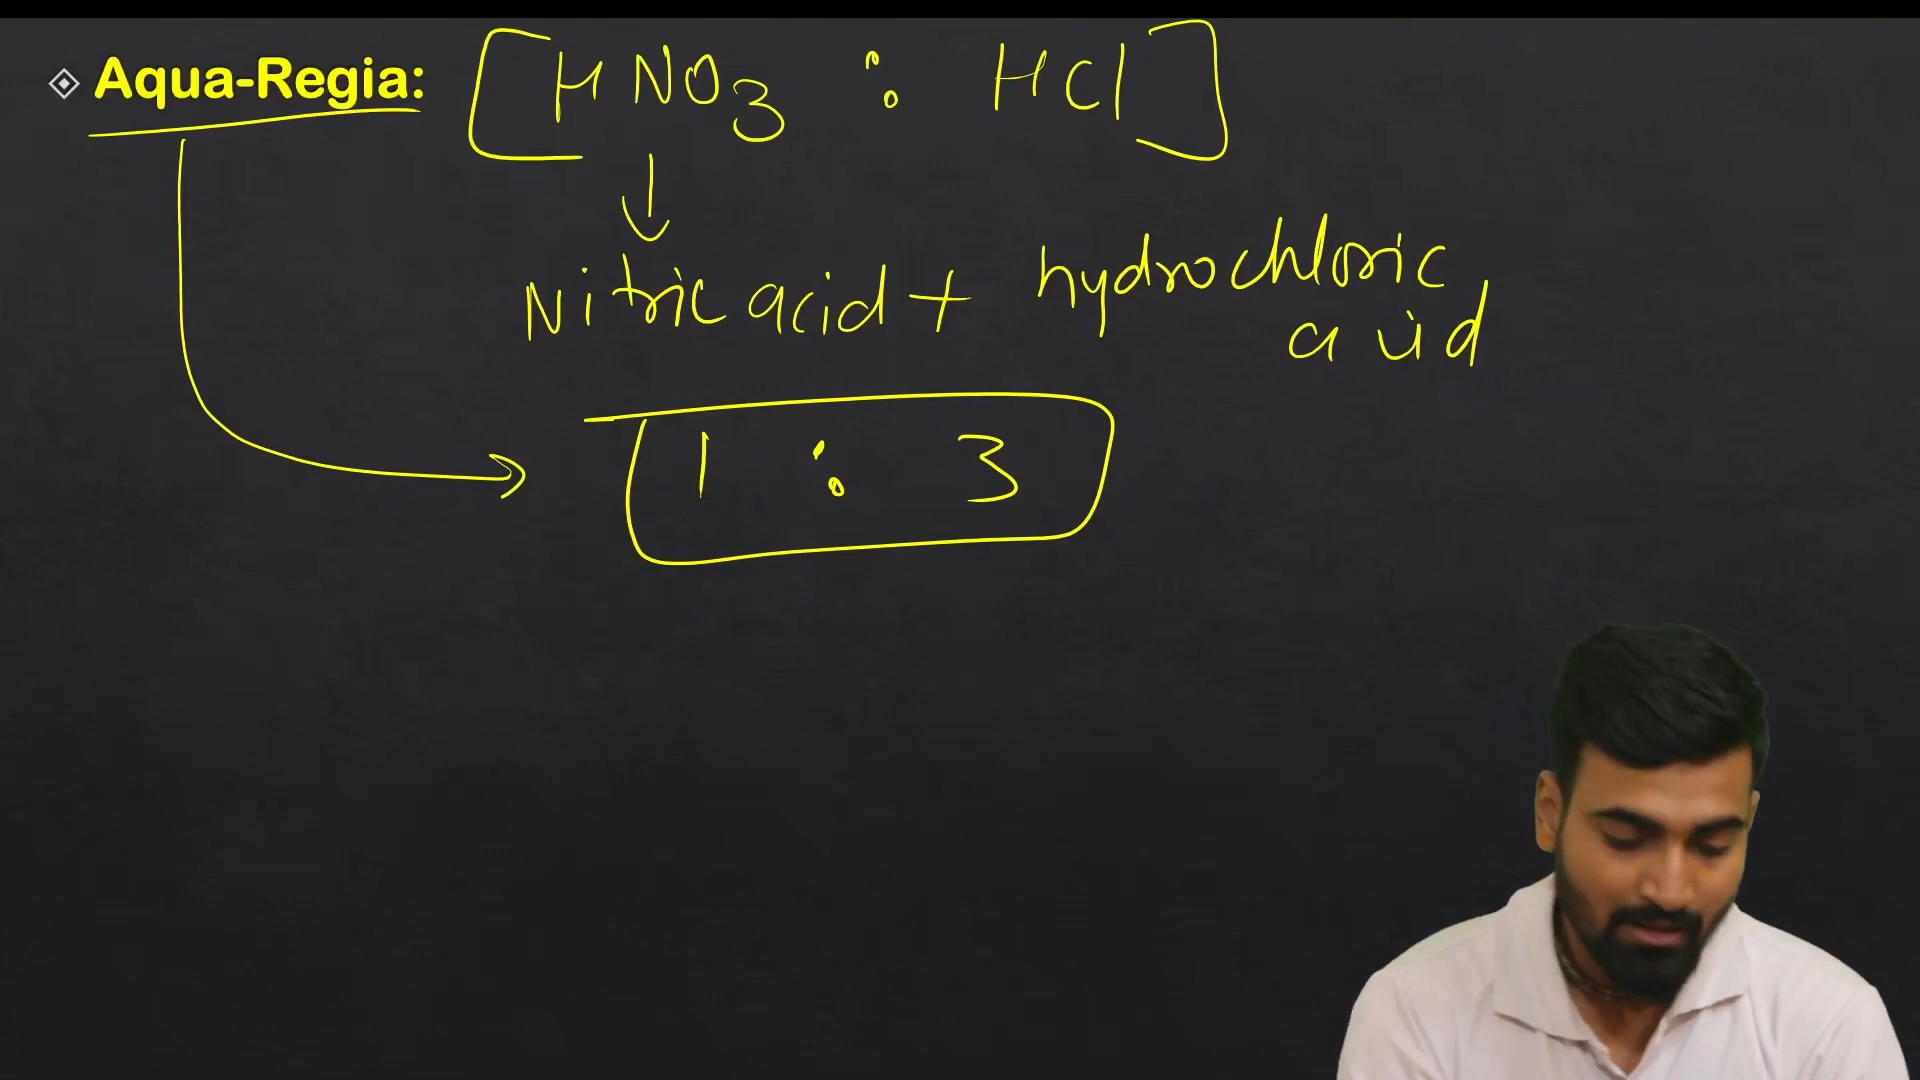 Aqua-Regia: [HNO3 : HCl]
Nitric acid + hydrochloric
acid
1 : 3